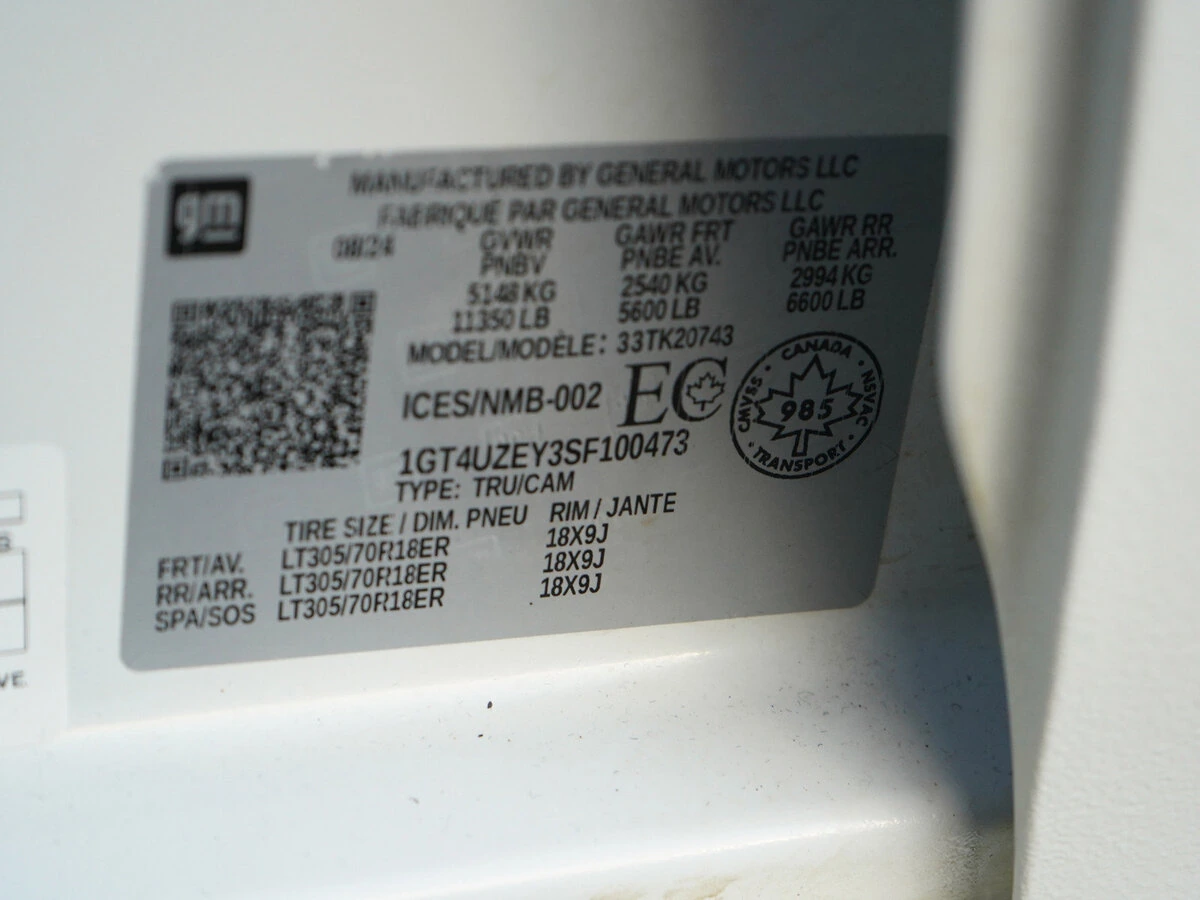 gm
MANUFACTURED BY GENERAL MOTORS LLC
FABRIQUE PAR GENERAL MOTORS LLC
08/24 GVWR GAWR FRT GAWR RR
PNBV PNBE AV. PNBE ARR.
5148 KG 2540 KG 2994 KG
11350 LB 5600 LB 6600 LB
MODEL/MODÈLE: 33TK20743
ICES/NMB-002 EC
CANADA
CMVSS 985 NSVAC
TRANSPORT
1GT4UZEY3SF100473
TYPE: TRU/CAM
TIRE SIZE / DIM. PNEU RIM / JANTE
FRT/AV. LT305/70R18ER 18X9J
RR/ARR. LT305/70R18ER 18X9J
SPA/SOS LT305/70R18ER 18X9J